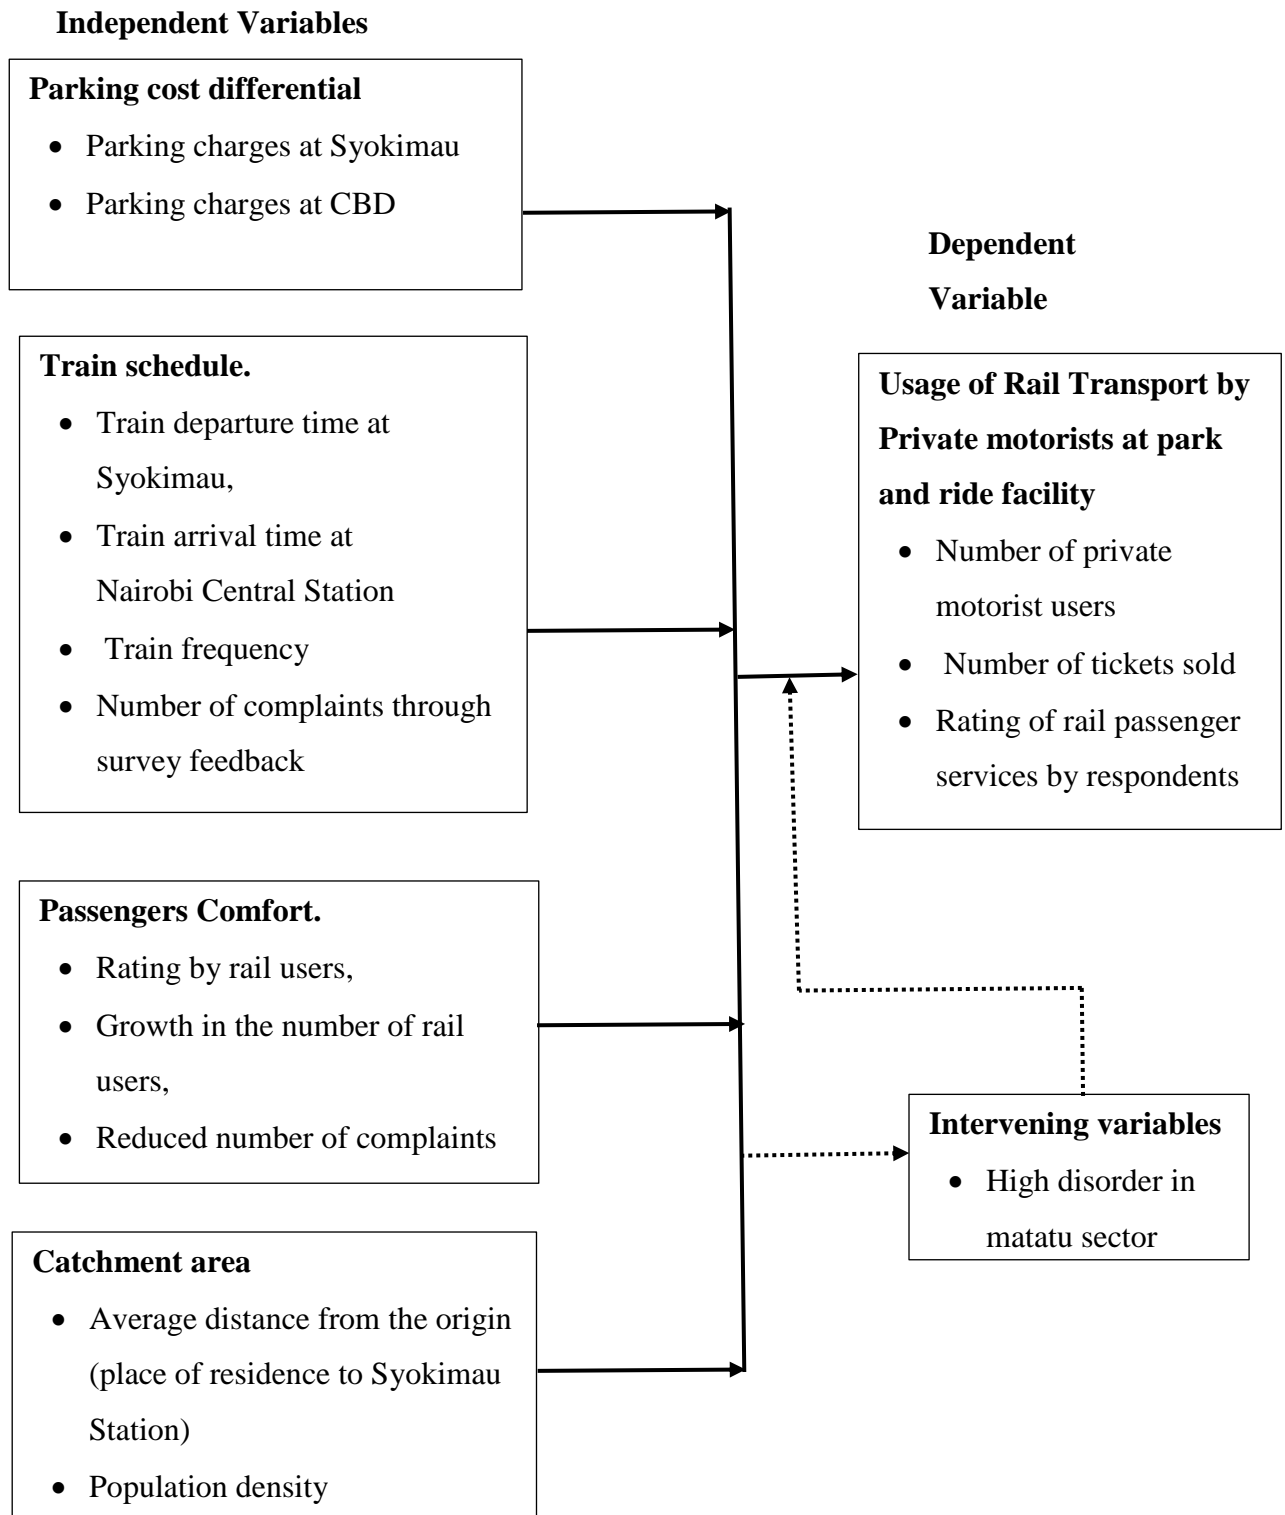 Independent Variables
Parking cost differential
• Parking charges at Syokimau
• Parking charges at CBD
Train schedule.
• Train departure time at
Syokimau,
• Train arrival time at
Nairobi Central Station
• Train frequency
• Number of complaints through
survey feedback
Passengers Comfort.
• Rating by rail users,
• Growth in the number of rail
users,
• Reduced number of complaints
Catchment area
• Average distance from the origin
(place of residence to Syokimau
Station)
• Population density
Dependent
Variable
Usage of Rail Transport by
Private motorists at park
and ride facility
• Number of private
motorist users
• Number of tickets sold
• Rating of rail passenger
services by respondents
Intervening variables
• High disorder in
matatu sector